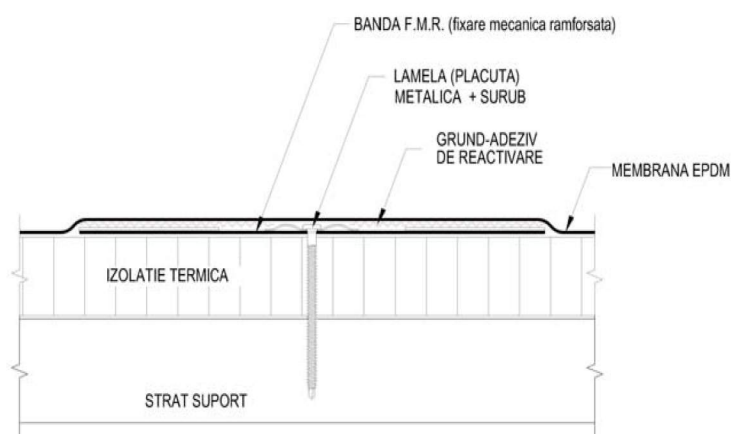 BANDA F.M.R. (fixare mecanica ramforsata)
LAMELA (PLACUTA)
METALICA + SURUB
GRUND-ADEZIV
DE REACTIVARE
MEMBRANA EPDM
IZOLATIE TERMICA
STRAT SUPORT